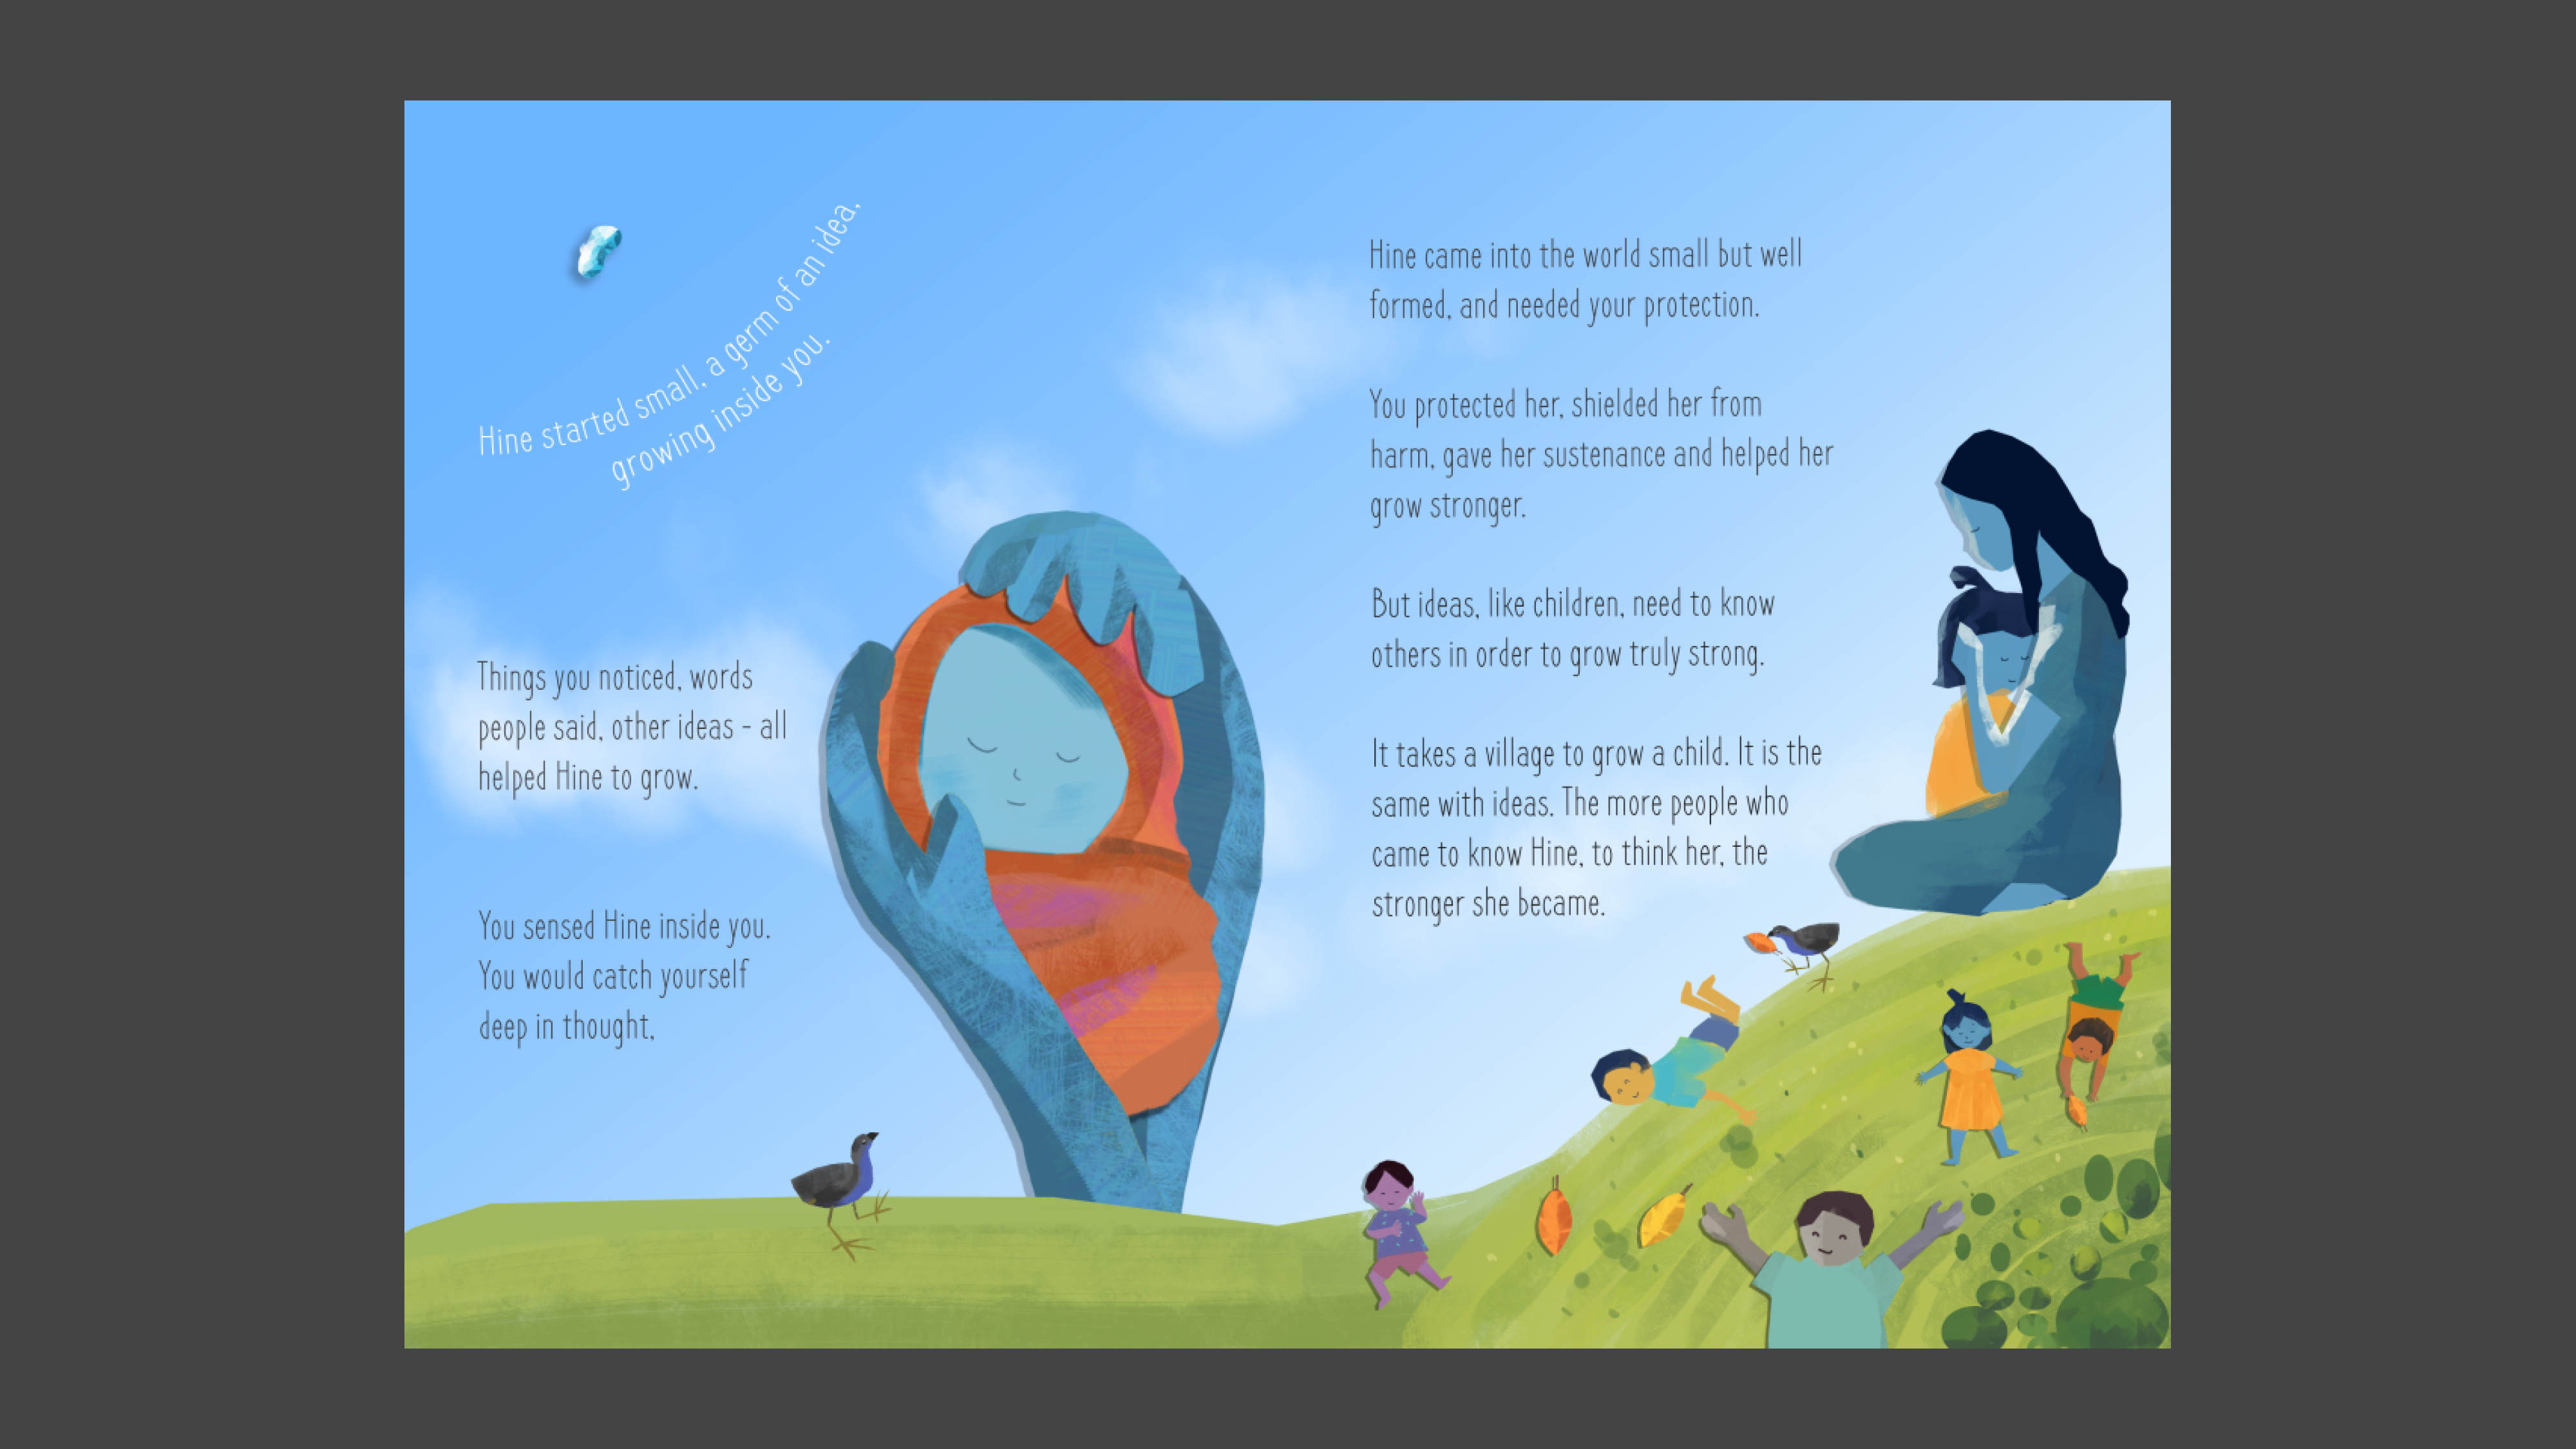 Hine started small, a germ of an idea,
growing inside you.
Things you noticed, words
people said, other ideas - all
helped Hine to grow.
You sensed Hine inside you.
You would catch yourself
deep in thought,
Hine came into the world small but well
formed, and needed your protection.
You protected her, shielded her from
harm, gave her sustenance and helped her
grow stronger.
But ideas, like children, need to know
others in order to grow truly strong.
It takes a village to grow a child. It is the
same with ideas. The more people who
came to know Hine, to think her, the
stronger she became.